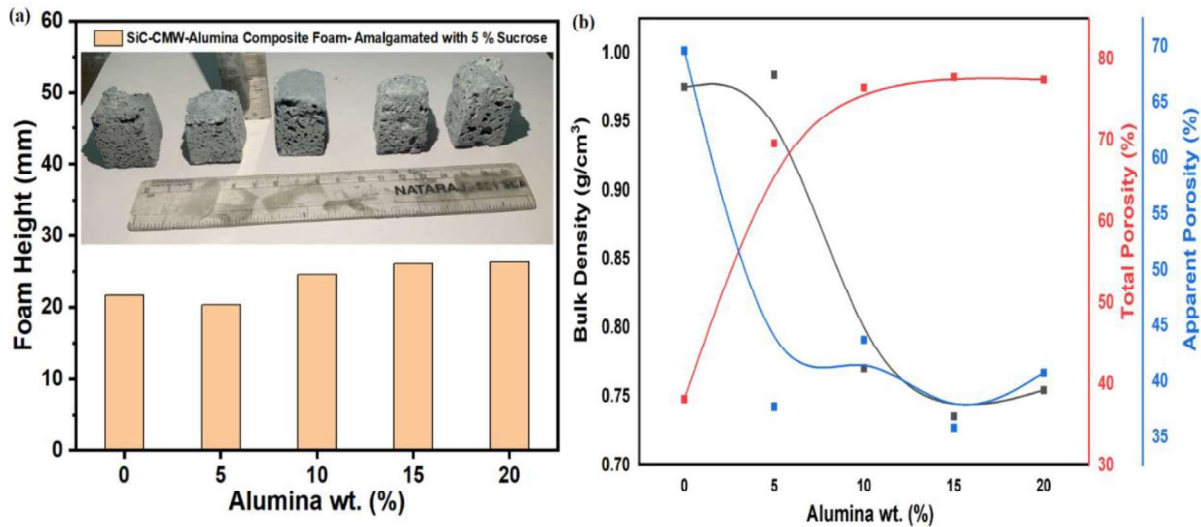 (a)
60
50
40
30
20
10
0
Foam Height (mm)
SiC-CMW-Alumina Composite Foam- Amalgamated with 5 % Sucrose
NATARAJ
0 5 10 15 20
Alumina wt. (%)
(b)
1.00
0.95
0.90
0.85
0.80
0.75
0.70
Bulk Density (g/cm³)
80
70
60
50
40
30
Total Porosity (%)
70
65
60
55
50
45
40
35
Apparent Porosity (%)
0 5 10 15 20
Alumina wt. (%)